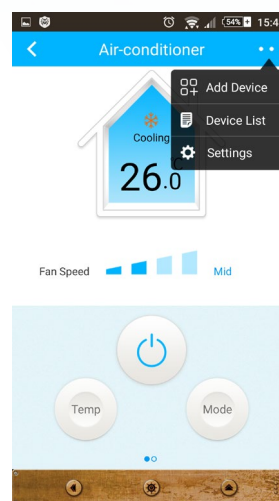 54% 15:4
Air-conditioner
Add Device
Device List
Settings
Cooling
26.0
°C
Fan Speed Mid
Temp
Mode